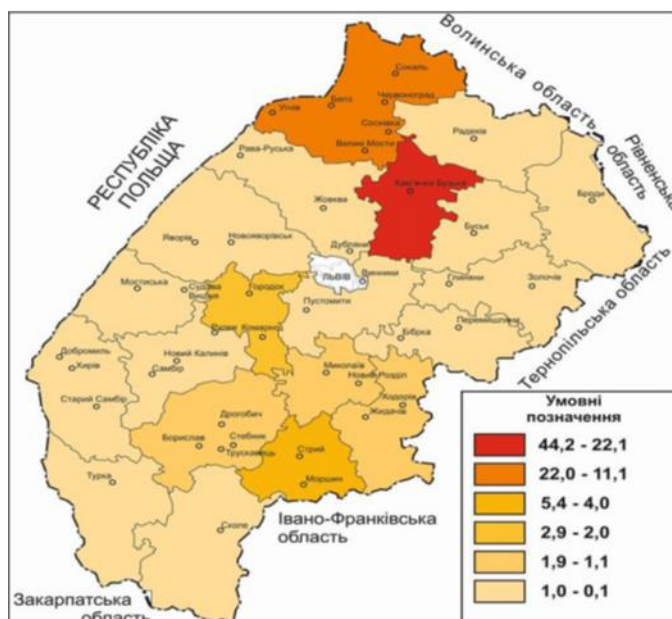 Волинська область
Рівненська
область
РЕСПУБЛІКА
ПОЛЬЩА
Сокаль
Белз
Червоноград
Угнів
Соснівка
Великі Мости
Радехів
Рава-Руська
Кам'янка-Бузька
Броди
Жовква
Яворів
Новояворівськ
Буськ
Дубляни
ЛЬВІВ
Винники
Глиняни
Золочів
Мостиська
Судова
Вишня
Городок
Пустомити
Комарно
Бібрка
Перемишляни
Тернопільська область
Добромиль
Хирів
Новий Калинів
Самбір
Миколаїв
Новий Розділ
Ходорів
Старий Самбір
Дрогобич
Жидачів
Борислав
Стебник
Трускавець
Стрий
Моршин
Турка
Сколе
Івано-Франківська
область
Закарпатська
область
Умовні
позначення
44,2 - 22,1
22,0 - 11,1
5,4 - 4,0
2,9 - 2,0
1,9 - 1,1
1,0 - 0,1